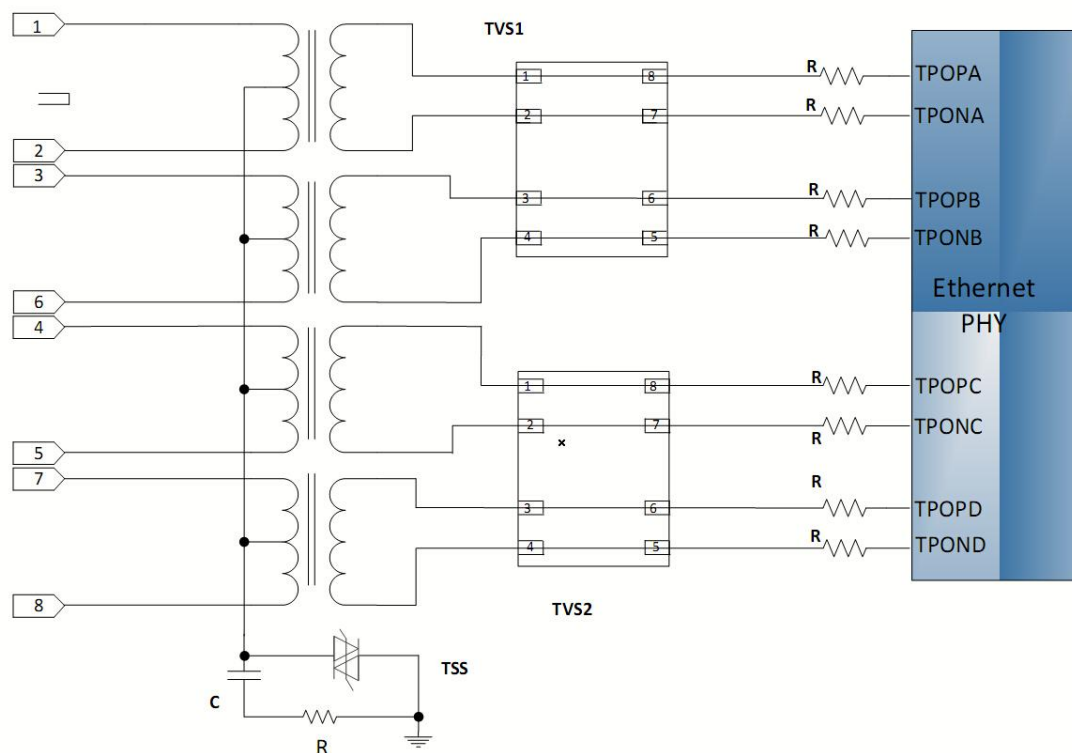 1
TVS1
1
8
R
TPOPA
2
7
R
TPONA
2
3
3
6
R
TPOPB
4
5
R
TPONB
6
4
Ethernet
PHY
1
8
R
TPOPC
2
7
R
TPONC
5
7
3
6
R
TPOPD
4
5
R
TPOND
8
TVS2
TSS
C
R